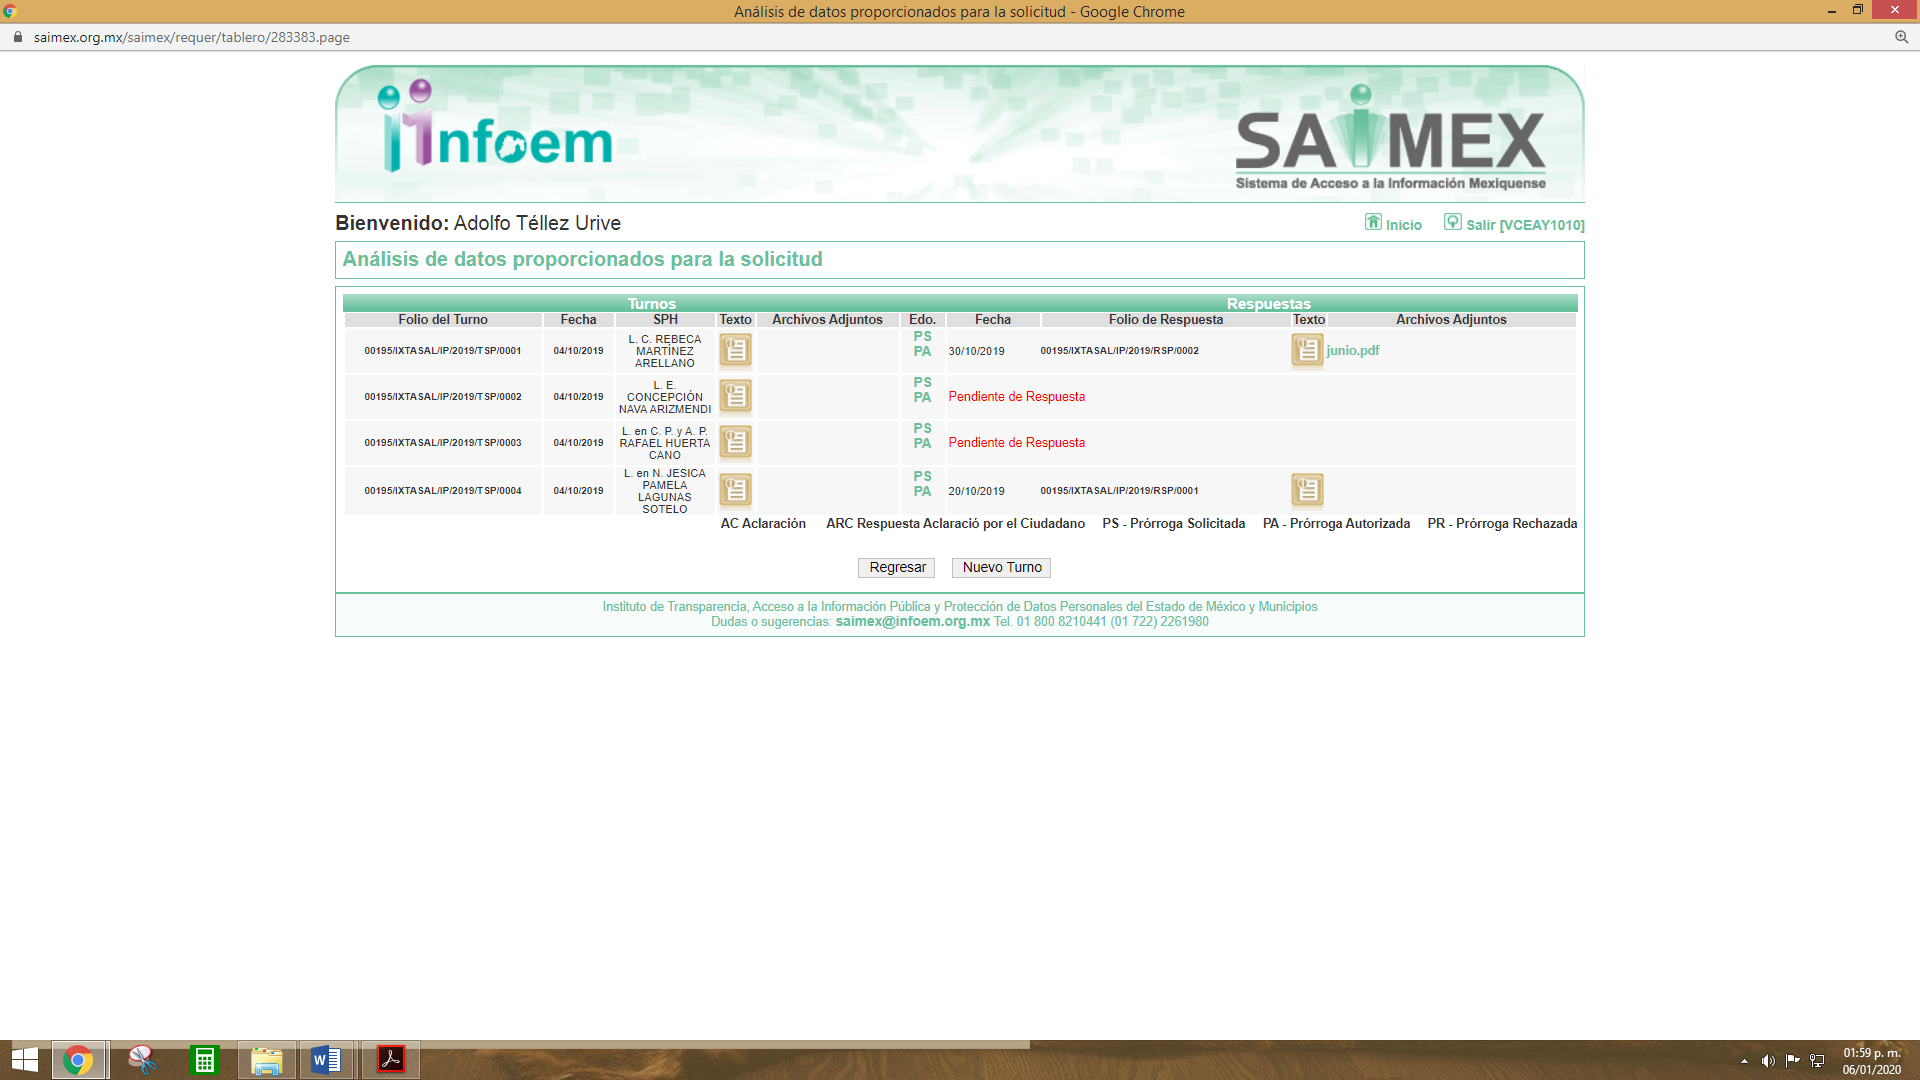 Análisis de datos proporcionados para la solicitud - Google Chrome
saimex.org.mx/saimex/requer/tablero/283383.page
infoem
SAIMEX
Sistema de Acceso a la Información Mexiquense
Bienvenido: Adolfo Téllez Urive
Inicio Salir [VCEAY1010]
Análisis de datos proporcionados para la solicitud
Turnos Respuestas
Folio del Turno Fecha SPH Texto Archivos Adjuntos Edo. Fecha Folio de Respuesta Texto Archivos Adjuntos
00195/IXTASAL/IP/2019/TSP/0001 04/10/2019 L. C. REBECA MARTÍNEZ ARELLANO PS PA 30/10/2019 00195/IXTASAL/IP/2019/RSP/0002 junio.pdf
00195/IXTASAL/IP/2019/TSP/0002 04/10/2019 L. E. CONCEPCIÓN NAVA ARIZMENDI PS PA Pendiente de Respuesta
00195/IXTASAL/IP/2019/TSP/0003 04/10/2019 L. en C. P. y A. P. RAFAEL HUERTA CANO PS PA Pendiente de Respuesta
00195/IXTASAL/IP/2019/TSP/0004 04/10/2019 L. en N. JESICA PAMELA LAGUNAS SOTELO PS PA 20/10/2019 00195/IXTASAL/IP/2019/RSP/0001
AC Aclaración ARC Respuesta Aclaració por el Ciudadano PS - Prórroga Solicitada PA - Prórroga Autorizada PR - Prórroga Rechazada
Regresar Nuevo Turno
Instituto de Transparencia, Acceso a la Información Pública y Protección de Datos Personales del Estado de México y Municipios
Dudas o sugerencias: saimex@infoem.org.mx Tel. 01 800 8210441 (01 722) 2261980
01:59 p. m.
06/01/2020